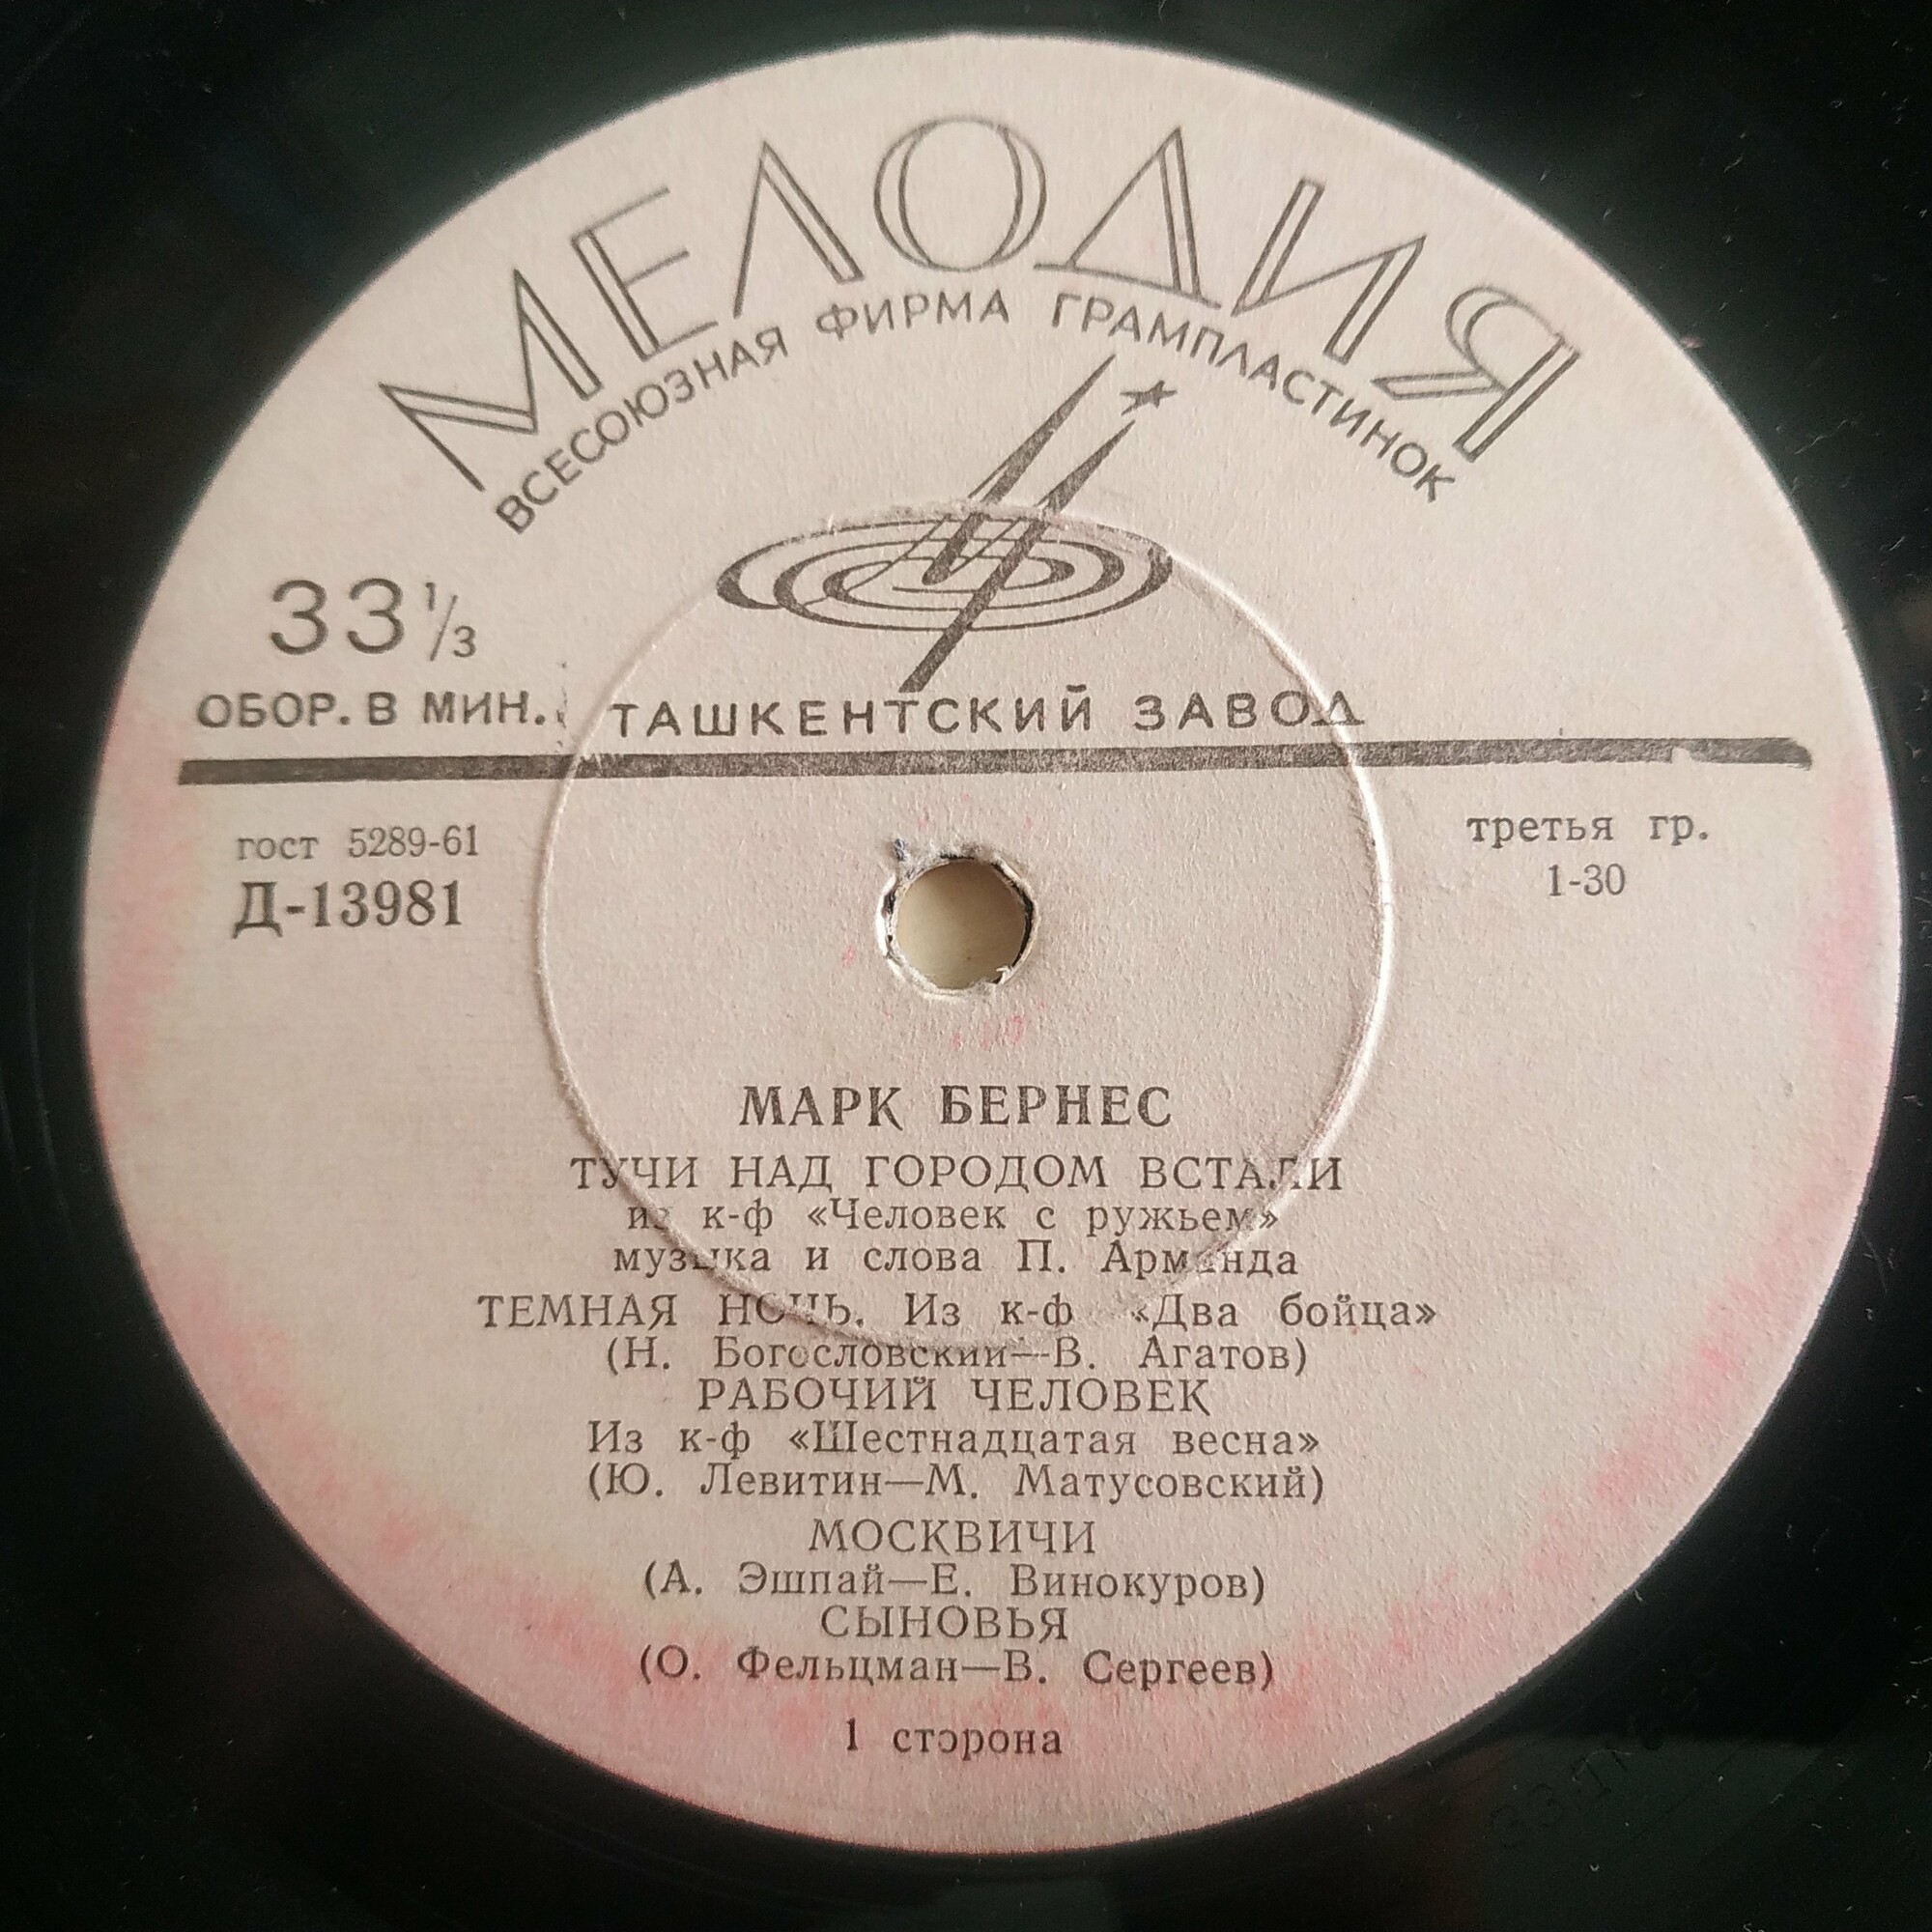 МЕЛОДИЯ
ВСЕСОЮЗНАЯ ФИРМА ГРАМПЛАСТИНОК
33 1/3
ОБОР. В МИН.
ТАШКЕНТСКИЙ ЗАВОД
гост 5289-61
Д-13981
третья гр.
1-30
МАРК БЕРНЕС
ТУЧИ НАД ГОРОДОМ ВСТАЛИ
из к-ф «Человек с ружьем»
музыка и слова П. Арманда
ТЕМНАЯ НОЧЬ. Из к-ф «Два бойца»
(Н. Богословский—В. Агатов)
РАБОЧИЙ ЧЕЛОВЕК
Из к-ф «Шестнадцатая весна»
(Ю. Левитин—М. Матусовский)
МОСКВИЧИ
(А. Эшпай—Е. Винокуров)
СЫНОВЬЯ
(О. Фельцман—В. Сергеев)
1 сторона